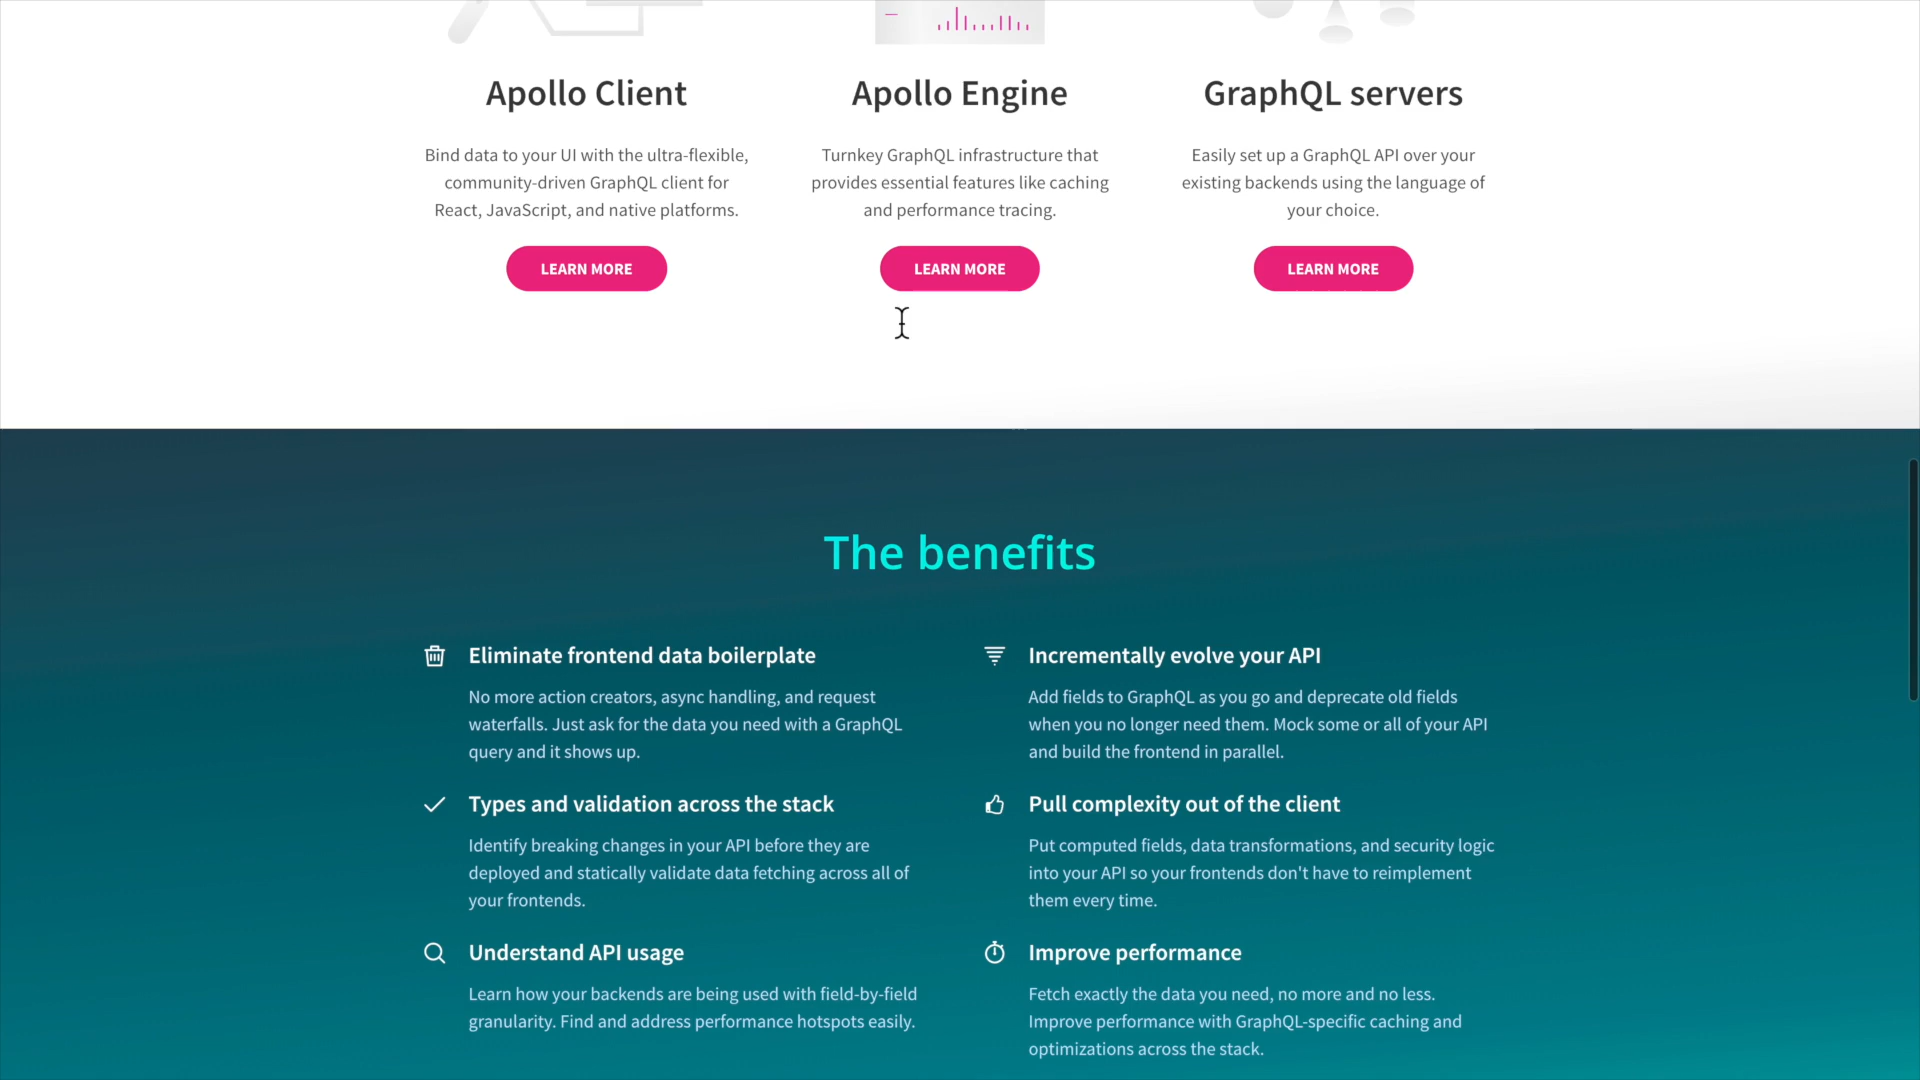 Apollo Client
Bind data to your UI with the ultra-flexible,
community-driven GraphQL client for
React, JavaScript, and native platforms.
LEARN MORE
Apollo Engine
Turnkey GraphQL infrastructure that
provides essential features like caching
and performance tracing.
LEARN MORE
GraphQL servers
Easily set up a GraphQL API over your
existing backends using the language of
your choice.
LEARN MORE
The benefits
Eliminate frontend data boilerplate
No more action creators, async handling, and request
waterfalls. Just ask for the data you need with a GraphQL
query and it shows up.
Incrementally evolve your API
Add fields to GraphQL as you go and deprecate old fields
when you no longer need them. Mock some or all of your API
and build the frontend in parallel.
Types and validation across the stack
Identify breaking changes in your API before they are
deployed and statically validate data fetching across all of
your frontends.
Pull complexity out of the client
Put computed fields, data transformations, and security logic
into your API so your frontends don't have to reimplement
them every time.
Understand API usage
Learn how your backends are being used with field-by-field
granularity. Find and address performance hotspots easily.
Improve performance
Fetch exactly the data you need, no more and no less.
Improve performance with GraphQL-specific caching and
optimizations across the stack.